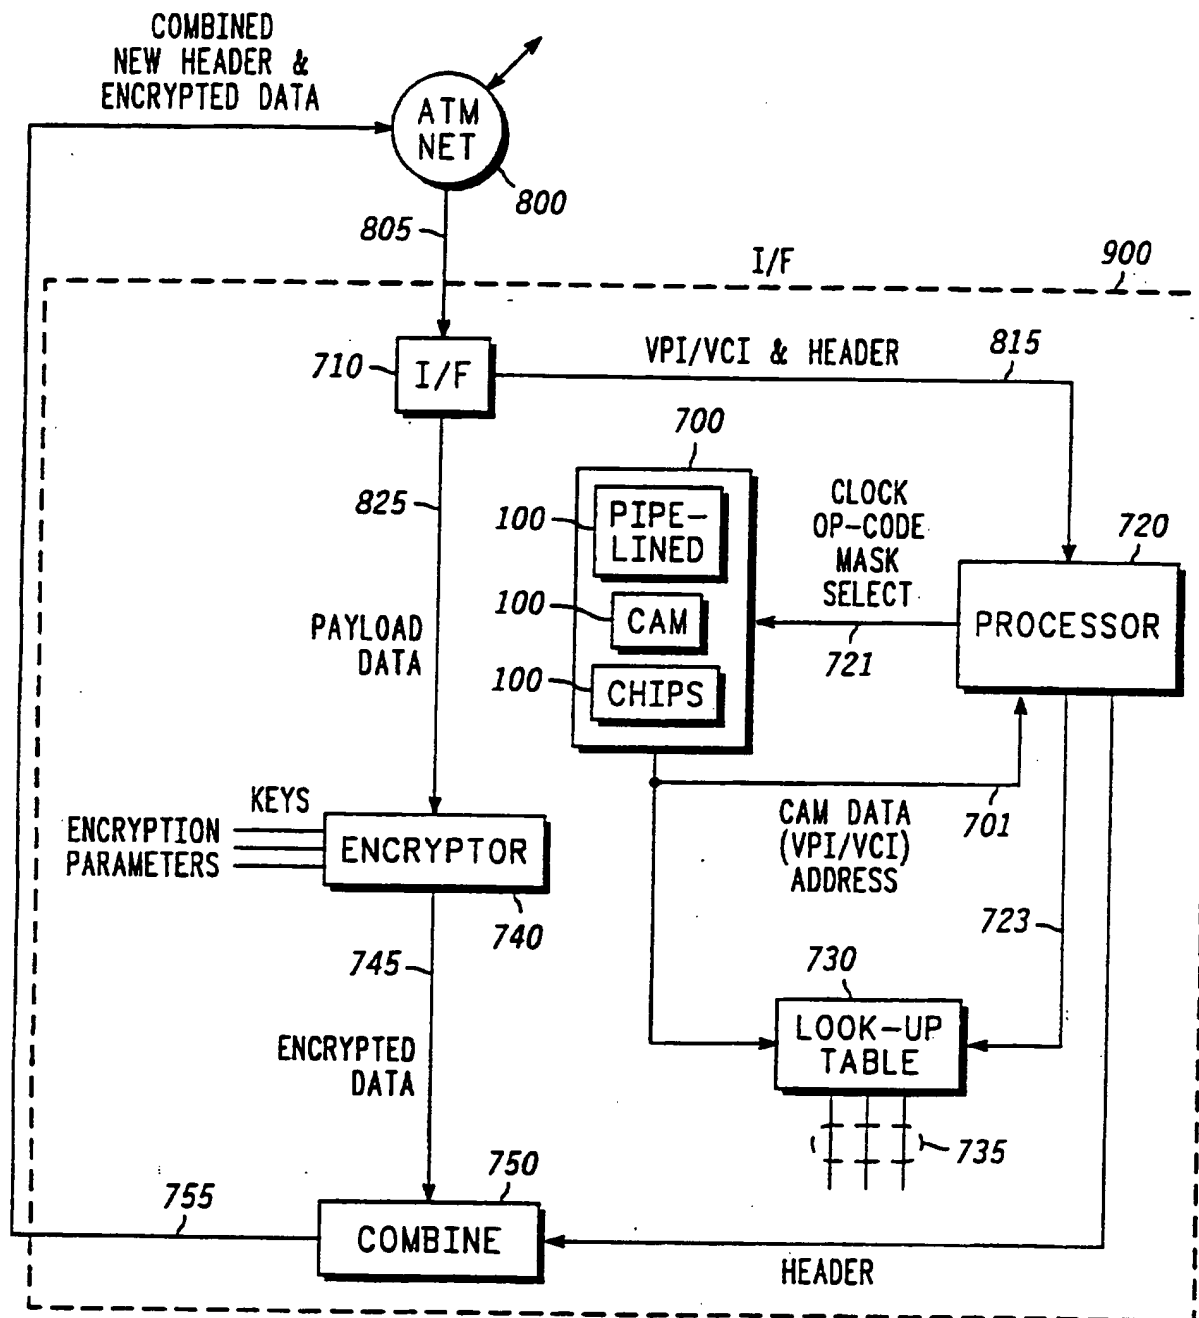 COMBINED
NEW HEADER &
ENCRYPTED DATA
ATM
NET
800
805
I/F
900
710
I/F
VPI/VCI & HEADER
815
700
825
100
PIPE-
LINED
CLOCK
OP-CODE
MASK
SELECT
720
100
CAM
PROCESSOR
721
PAYLOAD
DATA
100
CHIPS
KEYS
ENCRYPTION
PARAMETERS
ENCRYPTOR
740
CAM DATA
(VPI/VCI)
ADDRESS
701
723
745
730
LOOK-UP
TABLE
ENCRYPTED
DATA
735
750
755
COMBINE
HEADER